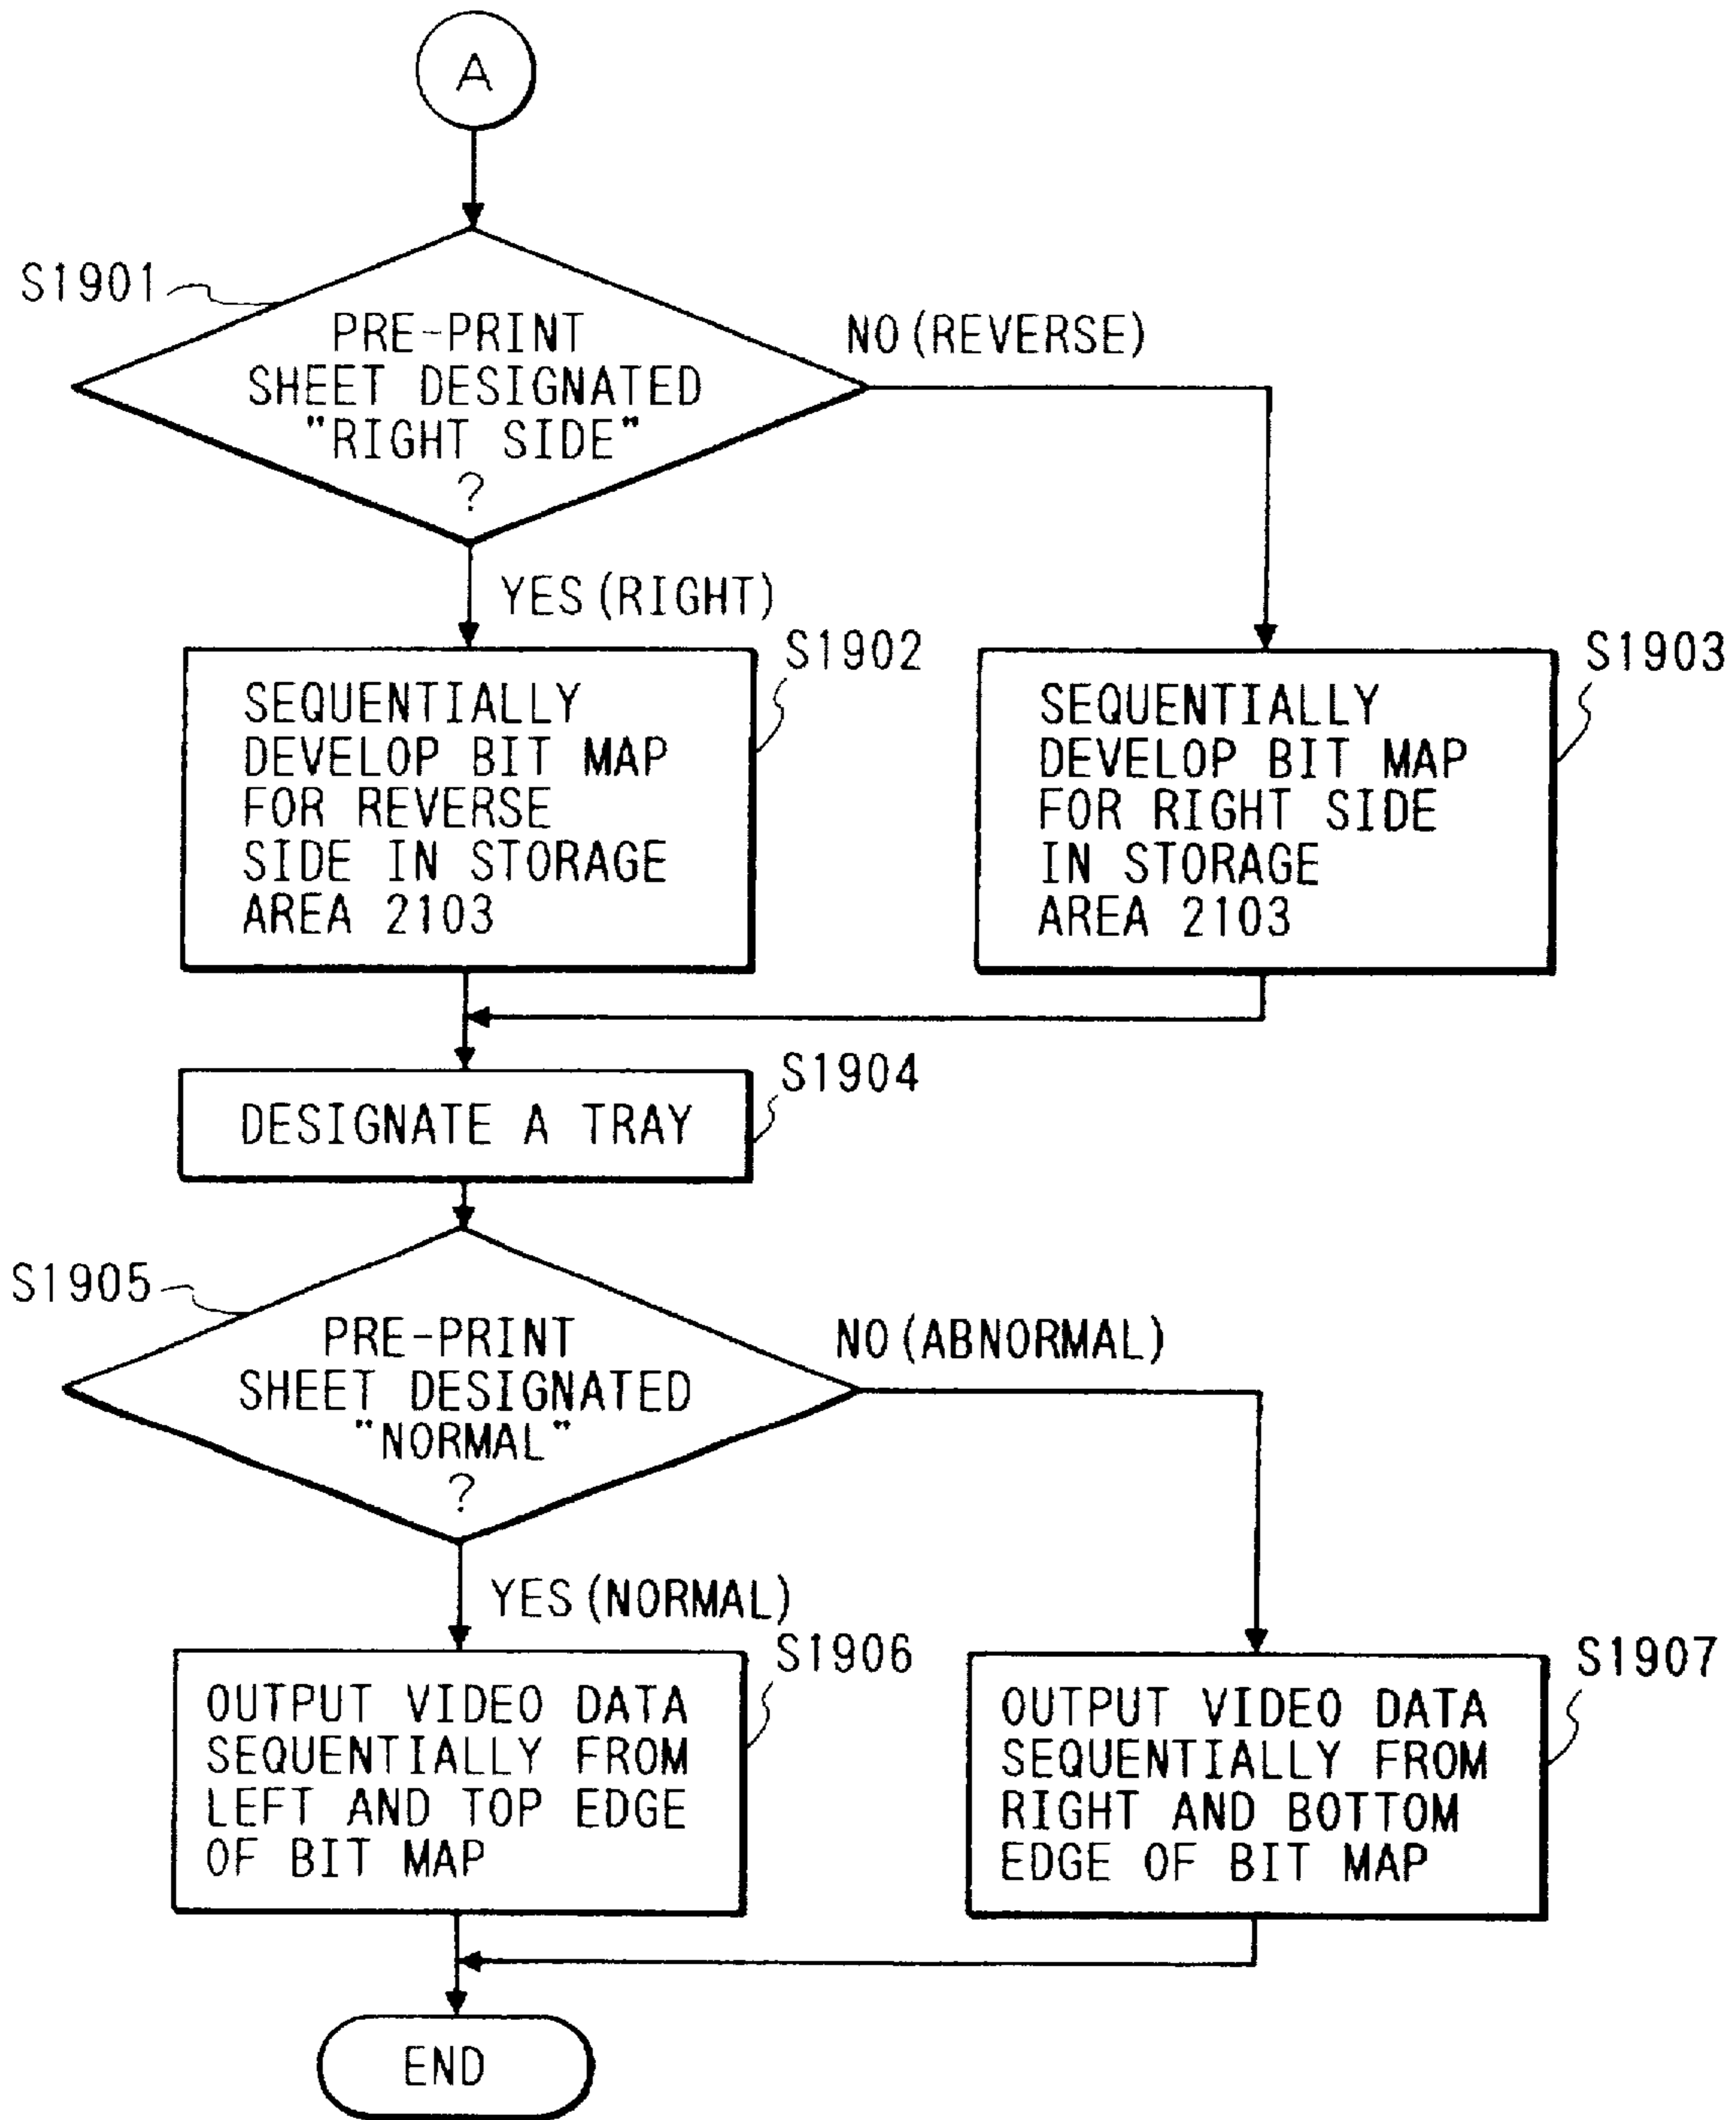 A
S1901
PRE-PRINT
SHEET DESIGNATED
"RIGHT SIDE"
?
NO(REVERSE)
YES(RIGHT)
S1902
SEQUENTIALLY
DEVELOP BIT MAP
FOR REVERSE
SIDE IN STORAGE
AREA 2103
S1903
SEQUENTIALLY
DEVELOP BIT MAP
FOR RIGHT SIDE
IN STORAGE
AREA 2103
S1904
DESIGNATE A TRAY
S1905
PRE-PRINT
SHEET DESIGNATED
"NORMAL"
?
NO(ABNORMAL)
YES(NORMAL)
S1906
OUTPUT VIDEO DATA
SEQUENTIALLY FROM
LEFT AND TOP EDGE
OF BIT MAP
S1907
OUTPUT VIDEO DATA
SEQUENTIALLY FROM
RIGHT AND BOTTOM
EDGE OF BIT MAP
END